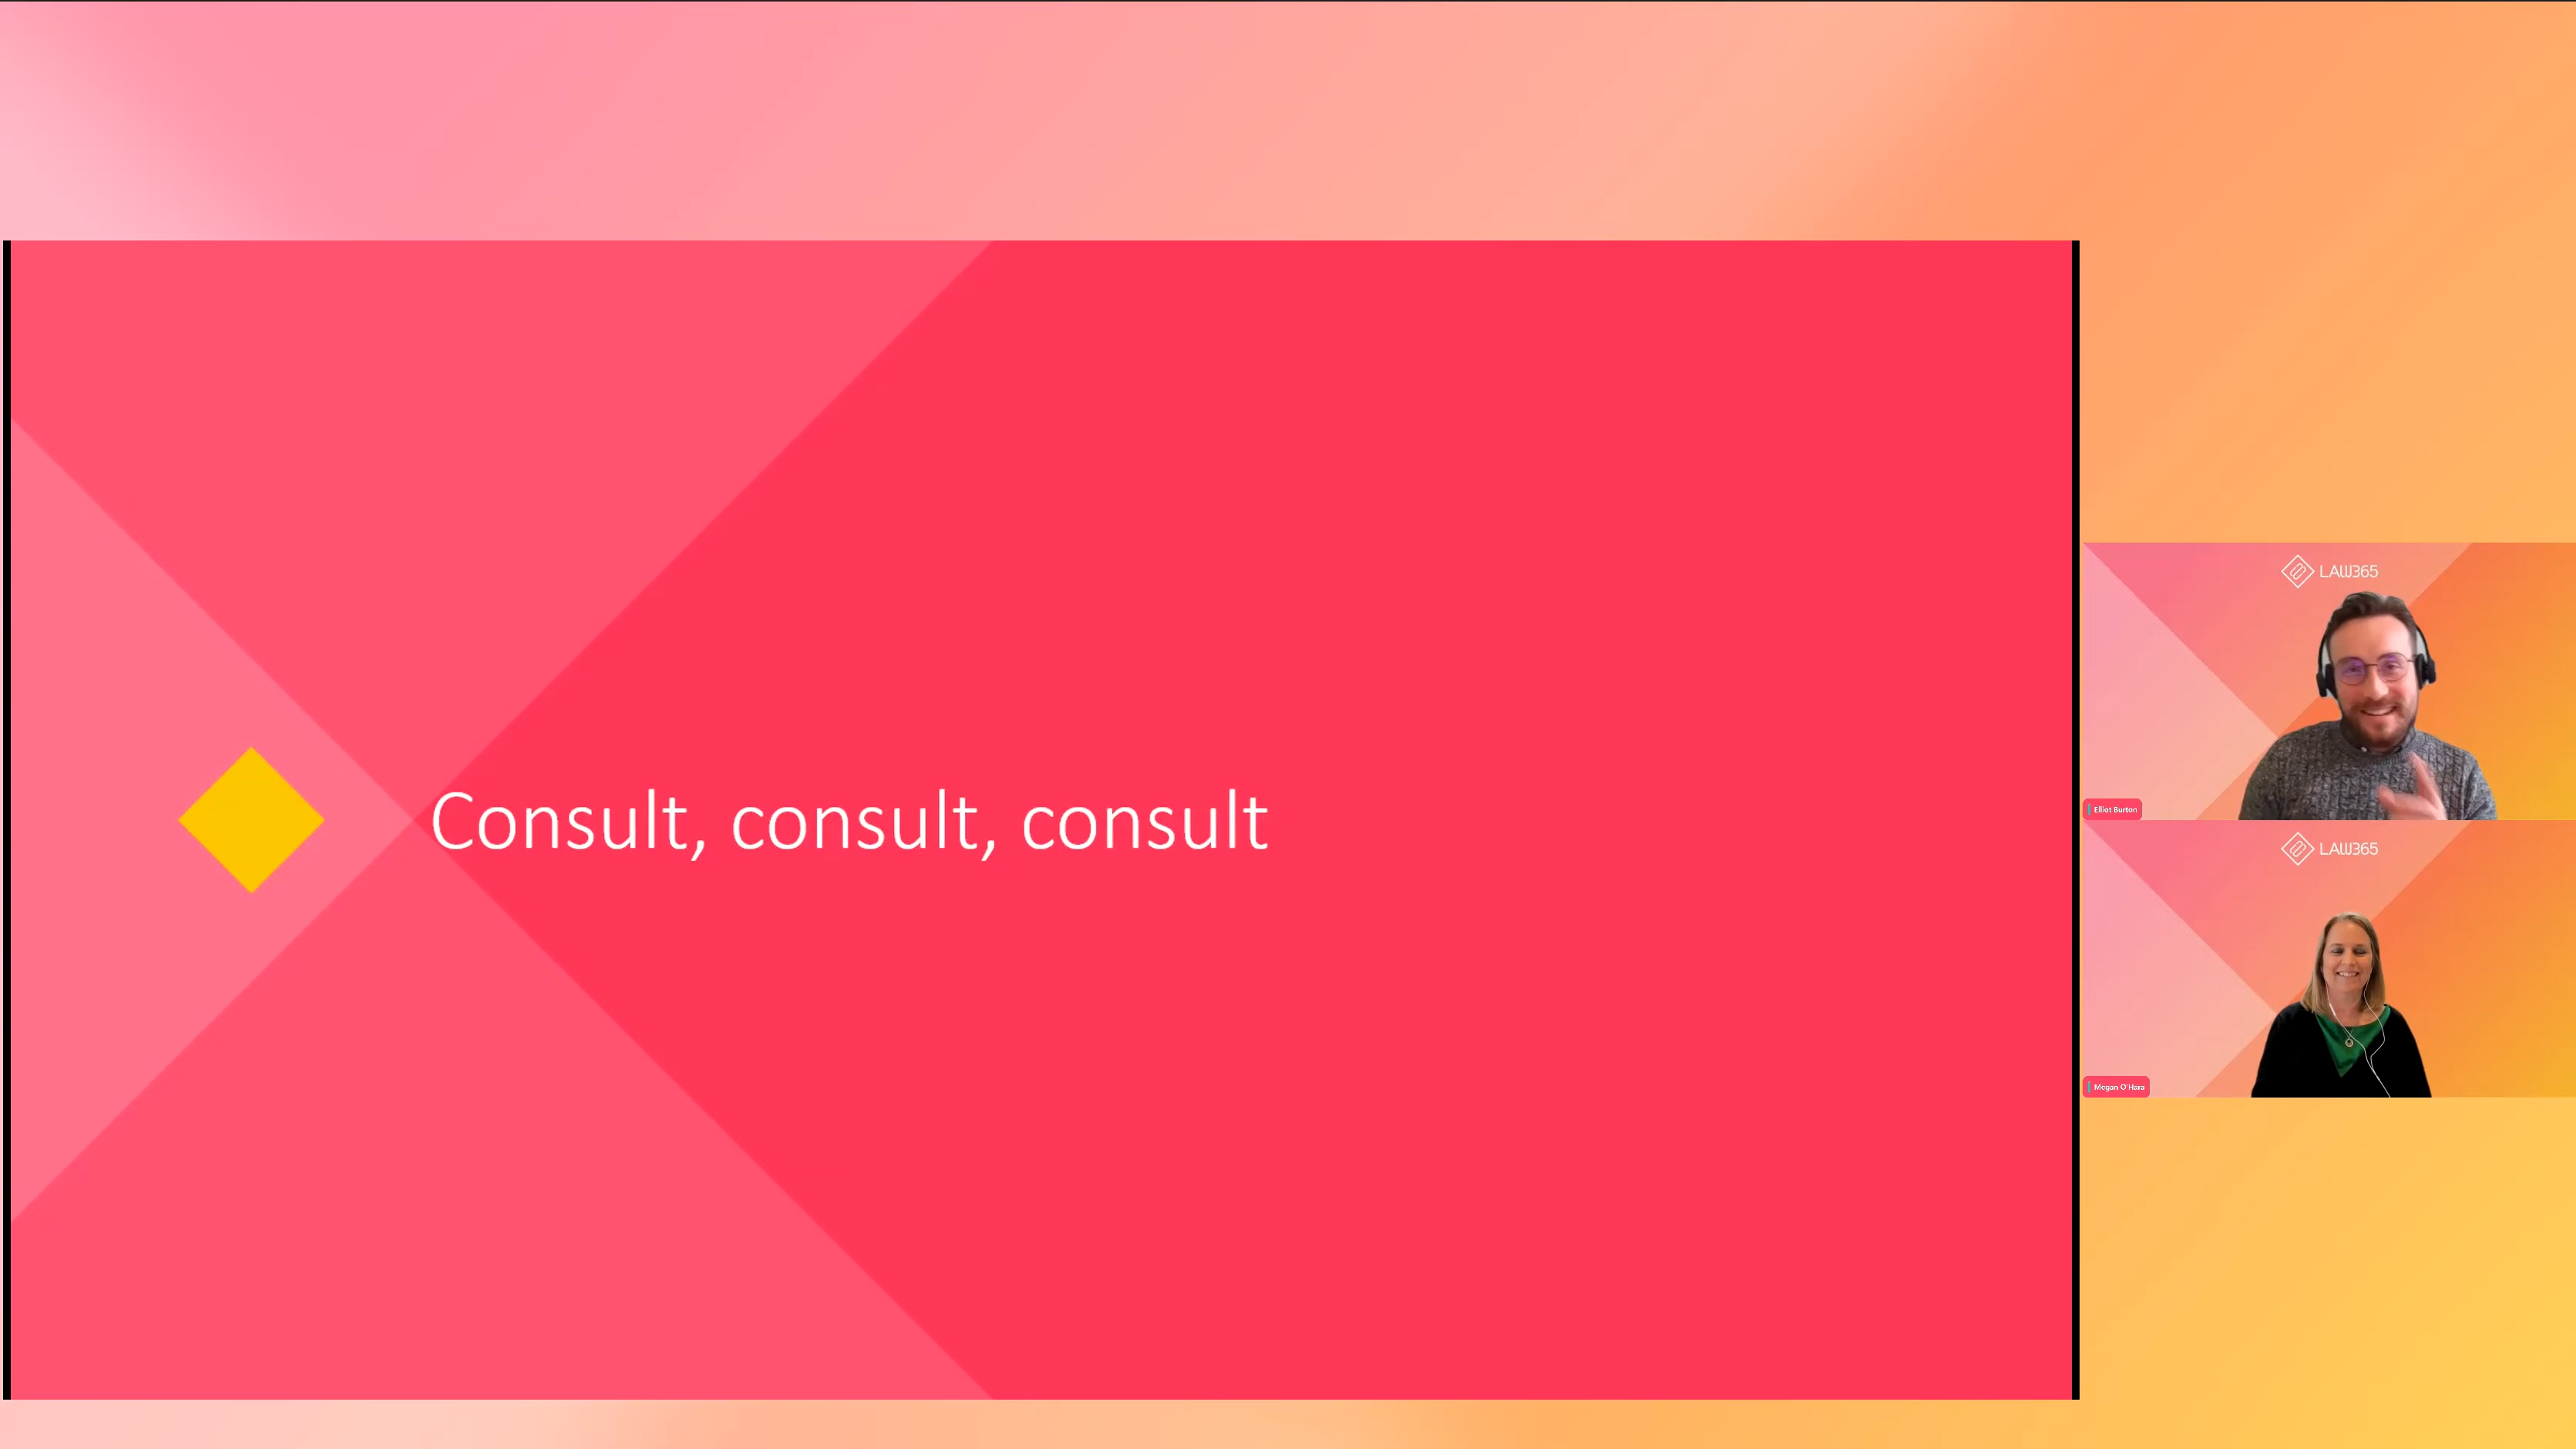 Consult, consult, consult
LAW365
Elliot Burton
LAW365
Megan O'Hara